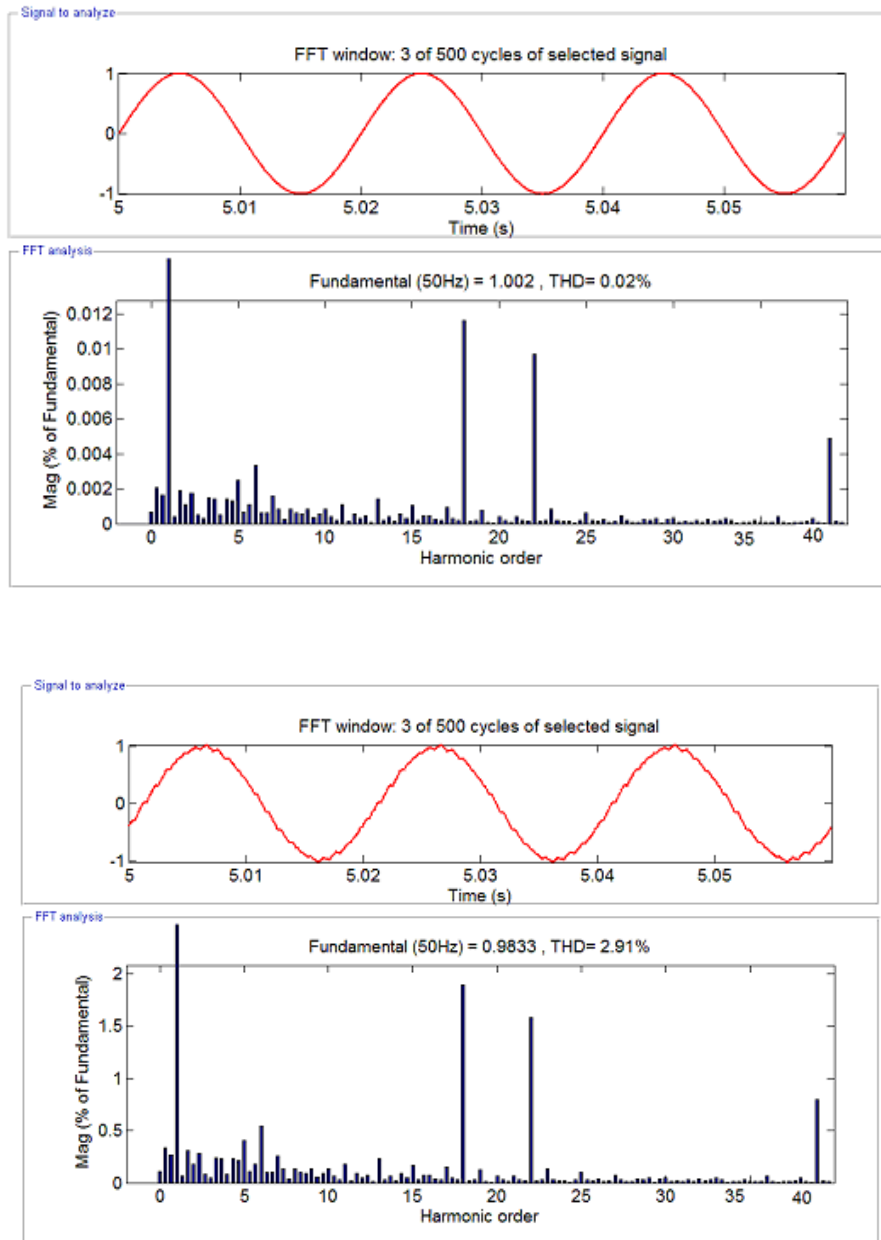 Signal to analyze
FFT window: 3 of 500 cycles of selected signal
1
0
-1
5 5.01 5.02 5.03 5.04 5.05
Time (s)
FFT analysis
Fundamental (50Hz) = 1.002 , THD= 0.02%
0.012
0.01
0.008
0.006
0.004
0.002
0
Mag (% of Fundamental)
0 5 10 15 20 25 30 35 40
Harmonic order
Signal to analyze
FFT window: 3 of 500 cycles of selected signal
1
0
-1
5 5.01 5.02 5.03 5.04 5.05
Time (s)
FFT analysis
Fundamental (50Hz) = 0.9833 , THD= 2.91%
2
1.5
1
0.5
0
Mag (% of Fundamental)
0 5 10 15 20 25 30 35 40
Harmonic order